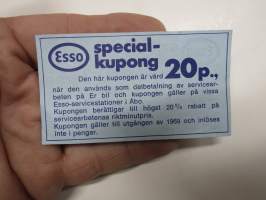 Esso special-
kupong
Den här kupongen är värd 20 p.,
när den används som delbetalning av servicear-
beten på Er bil och kupongen gäller på vissa
Esso-servicestationer i Åbo.
Kupongen berättigar till högst 20 % rabatt på
servicearbetenas riktminutpris.
Kupongen gäller till utgången av 1969 och inlöses
inte i pengar.